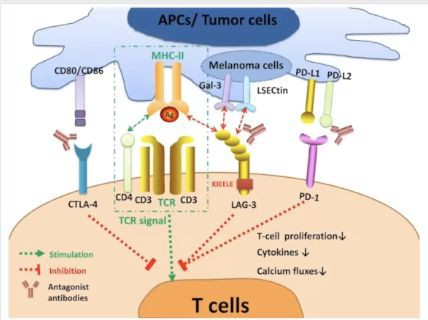 APCs/ Tumor cells
MHC-II
Melanoma cells
CD80/CD86
Gal-3
LSECtin
PD-L1
PD-L2
Ag
KIEELE
CTLA-4
CD4
CD3
TCR
CD3
LAG-3
PD-1
TCR signal
Stimulation
Inhibition
Antagonist
antibodies
T-cell proliferation↓
Cytokines ↓
Calcium fluxes↓
T cells